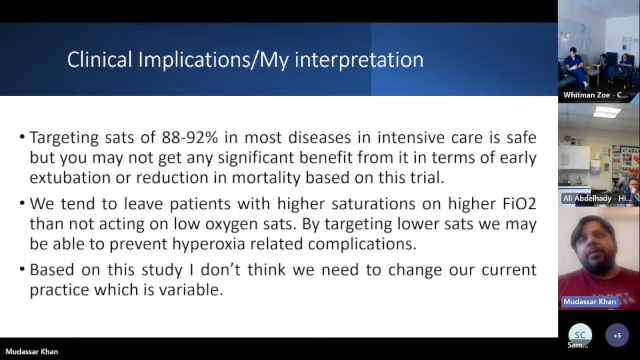 Clinical Implications/My interpretation
• Targeting sats of 88-92% in most diseases in intensive care is safe
but you may not get any significant benefit from it in terms of early
extubation or reduction in mortality based on this trial.
• We tend to leave patients with higher saturations on higher FiO2
than not acting on low oxygen sats. By targeting lower sats we may
be able to prevent hyperoxia related complications.
• Based on this study I don't think we need to change our current
practice which is variable.
Whitman Zoe - C...
Ali Abdelhady - Hi...
Mudassar Khan
SC
Sam...
+5
Mudassar Khan